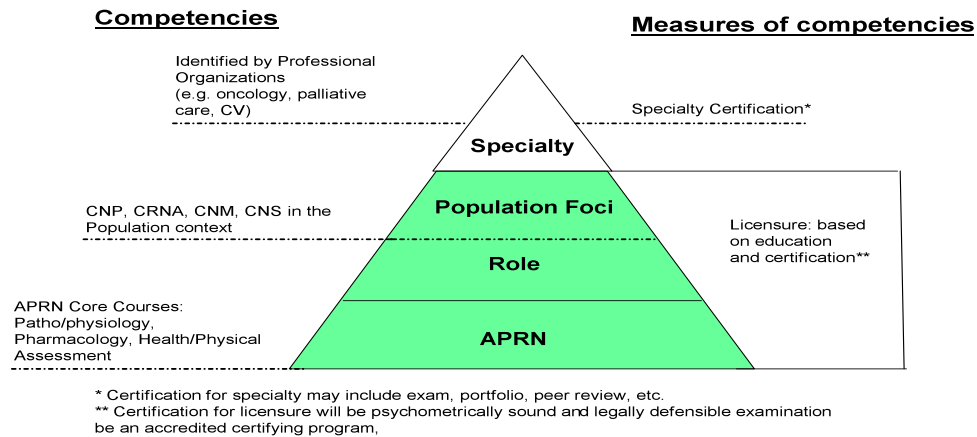 Competencies
Measures of competencies
Identified by Professional
Organizations
(e.g. oncology, palliative
care, CV)
Specialty Certification*
Specialty
CNP, CRNA, CNM, CNS in the
Population context
Population Foci
Licensure: based
on education
and certification**
Role
APRN Core Courses:
Patho/physiology,
Pharmacology, Health/Physical
Assessment
APRN
* Certification for specialty may include exam, portfolio, peer review, etc.
** Certification for licensure will be psychometrically sound and legally defensible examination
be an accredited certifying program,